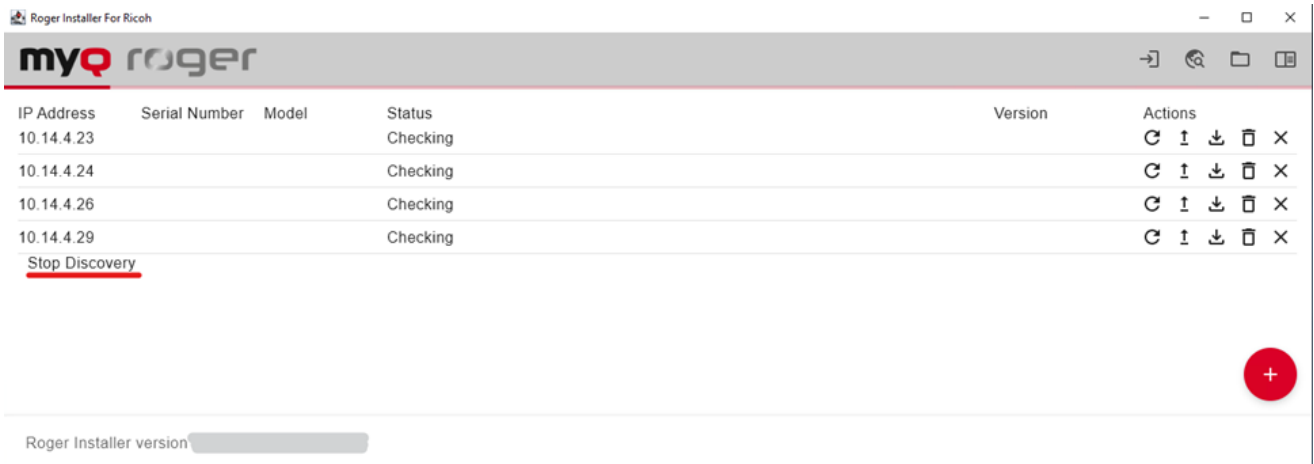 Roger Installer For Ricoh
myQ roger
IP Address Serial Number Model Status Version Actions
10.14.4.23 Checking
10.14.4.24 Checking
10.14.4.26 Checking
10.14.4.29 Checking
Stop Discovery
Roger Installer version